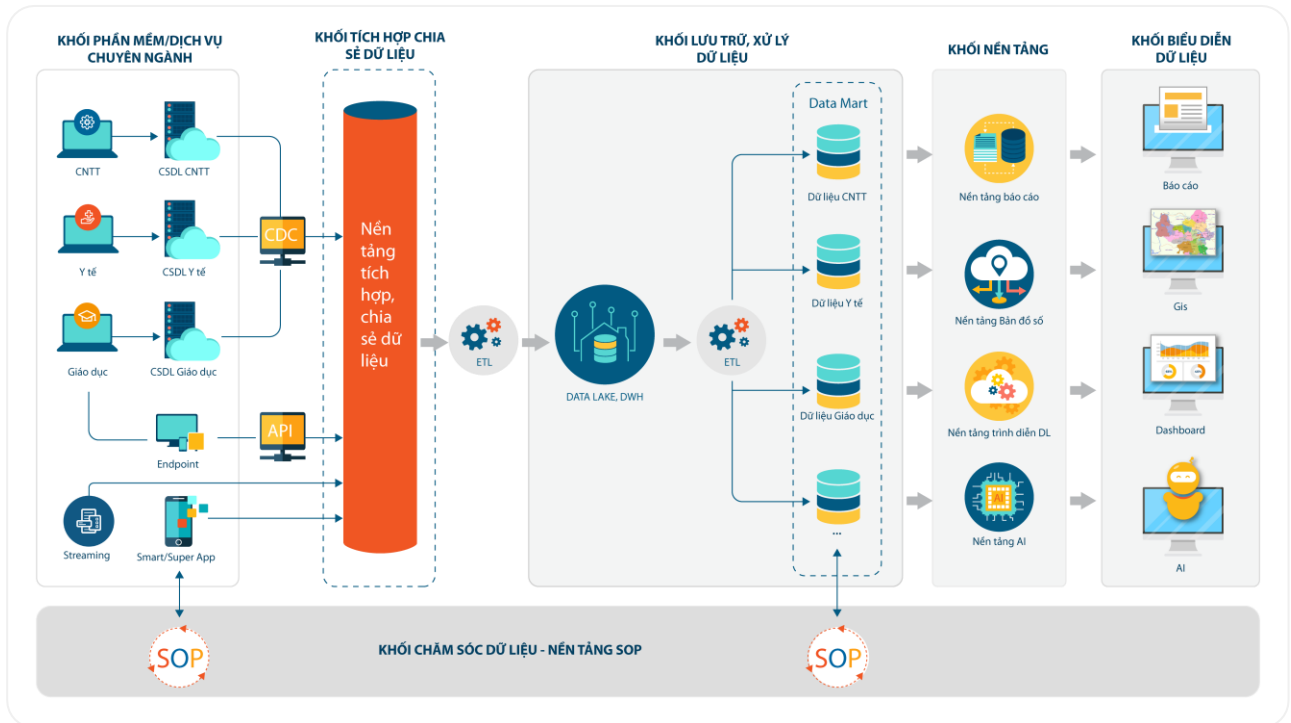 KHỐI PHẦN MỀM/DỊCH VỤ
CHUYÊN NGÀNH
CNTT
CSDL CNTT
Y tế
CSDL Y tế
Giáo dục
CSDL Giáo dục
Endpoint
Streaming
Smart/Super App
CDC
API
KHỐI TÍCH HỢP CHIA
SẺ DỮ LIỆU
Nền
tảng
tích
hợp,
chia
sẻ dữ
liệu
ETL
KHỐI LƯU TRỮ, XỬ LÝ
DỮ LIỆU
DATA LAKE, DWH
ETL
Data Mart
Dữ liệu CNTT
Dữ liệu Y tế
Dữ liệu Giáo dục
...
KHỐI NỀN TẢNG
Nền tảng báo cáo
Nền tảng Bản đồ số
Nền tảng trình diễn DL
AI
Nền tảng AI
KHỐI BIỂU DIỄN
DỮ LIỆU
Báo cáo
Gis
Dashboard
AI
SOP
KHỐI CHĂM SÓC DỮ LIỆU - NỀN TẢNG SOP
SOP